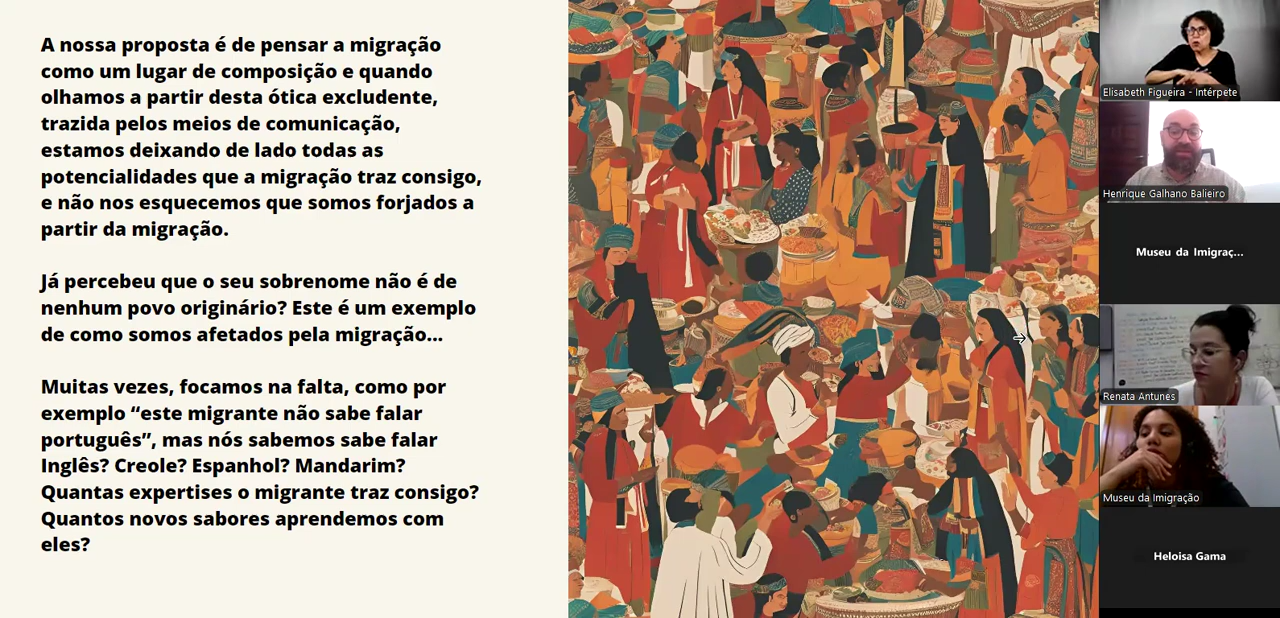 A nossa proposta é de pensar a migração
como um lugar de composição e quando
olhamos a partir desta ótica excludente,
trazida pelos meios de comunicação,
estamos deixando de lado todas as
potencialidades que a migração traz consigo,
e não nos esquecemos que somos forjados a
partir da migração.
Já percebeu que o seu sobrenome não é de
nenhum povo originário? Este é um exemplo
de como somos afetados pela migração...
Muitas vezes, focamos na falta, como por
exemplo “este migrante não sabe falar
português”, mas nós sabemos sabe falar
Inglês? Creole? Espanhol? Mandarim?
Quantas expertises o migrante traz consigo?
Quantos novos sabores aprendemos com
eles?
Elisabeth Figueira - Intérpete
Henrique Galhano Balieiro
Museu da Imigraç...
Renata Antunes
Museu da Imigração
Heloisa Gama